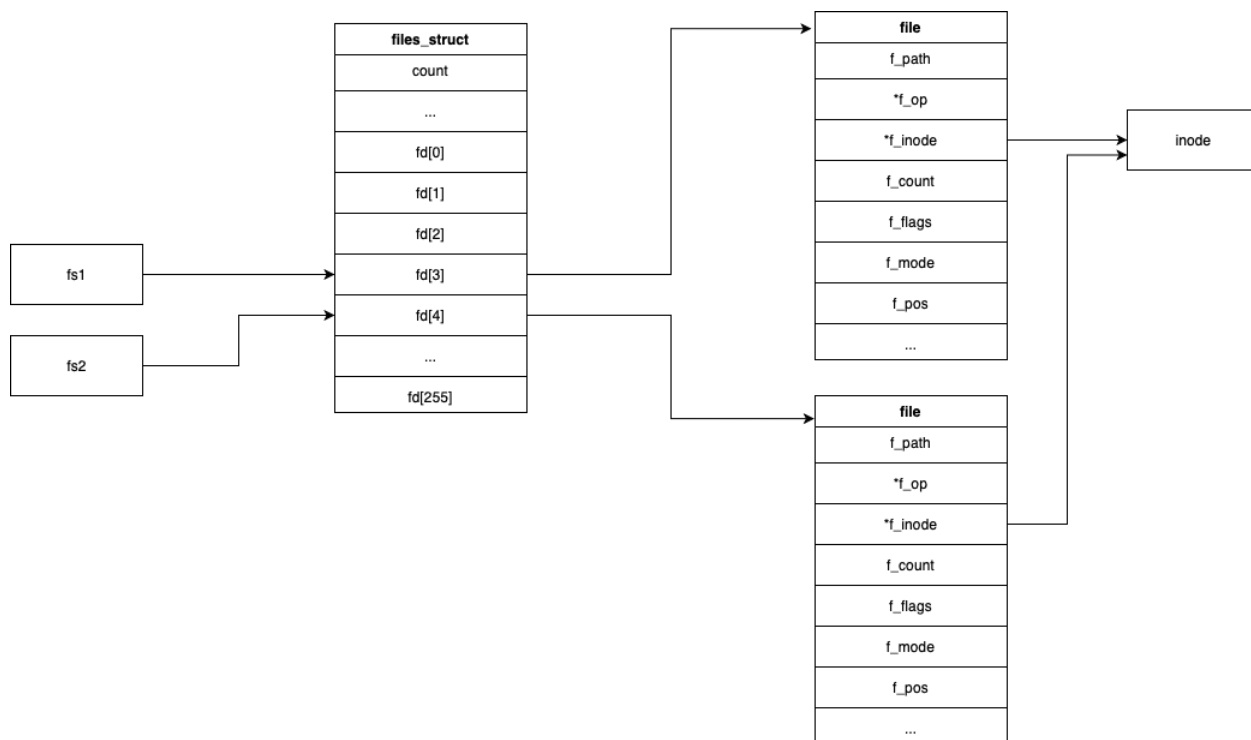 fs1
fs2
files_struct
count
...
fd[0]
fd[1]
fd[2]
fd[3]
fd[4]
...
fd[255]
file
f_path
*f_op
*f_inode
f_count
f_flags
f_mode
f_pos
...
file
f_path
*f_op
*f_inode
f_count
f_flags
f_mode
f_pos
...
inode